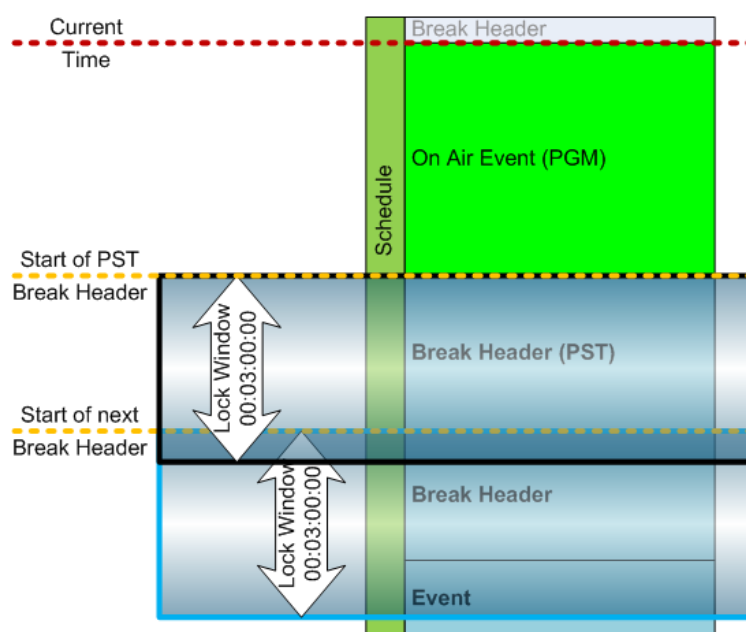 Current
Time
Break Header
On Air Event (PGM)
Schedule
Start of PST
Break Header
Lock Window
00:03:00:00
Break Header (PST)
Start of next
Break Header
Lock Window
00:03:00:00
Break Header
Event